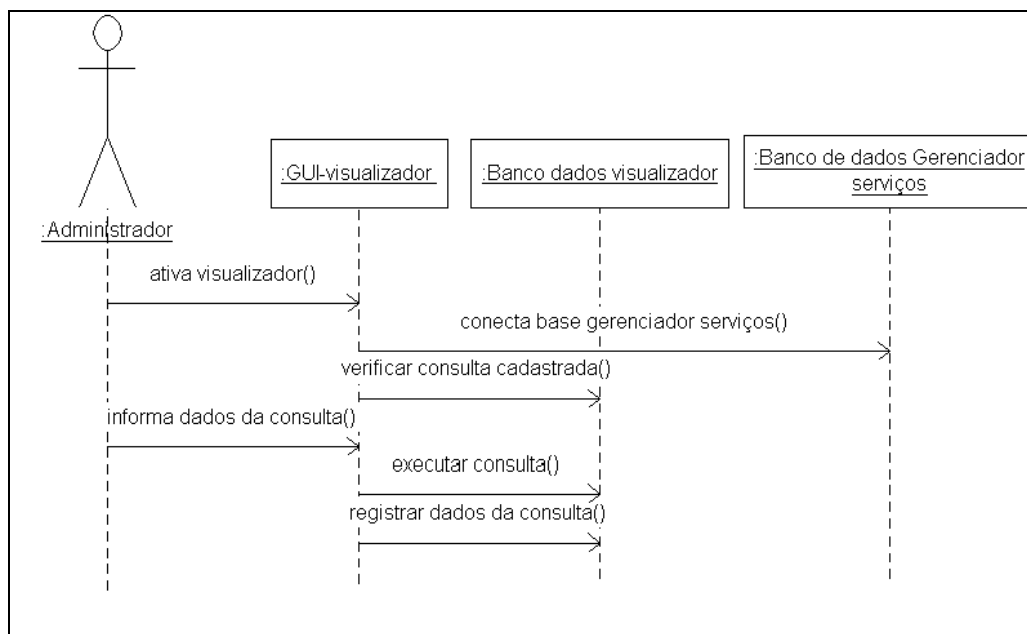 :GUI-visualizador
:Banco dados visualizador
:Banco de dados Gerenciador
serviços
:Administrador
ativa visualizador()
conecta base gerenciador serviços()
verificar consulta cadastrada()
informa dados da consulta()
executar consulta()
registrar dados da consulta()